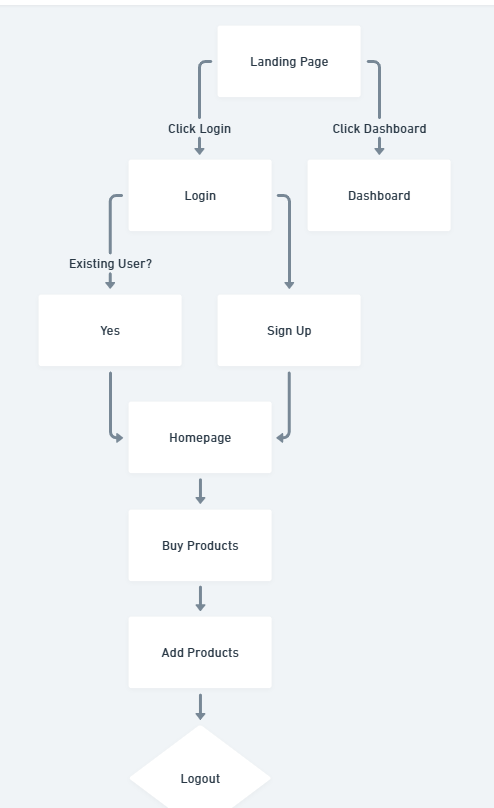 Landing Page
Click Login
Click Dashboard
Login
Dashboard
Existing User?
Yes
Sign Up
Homepage
Buy Products
Add Products
Logout